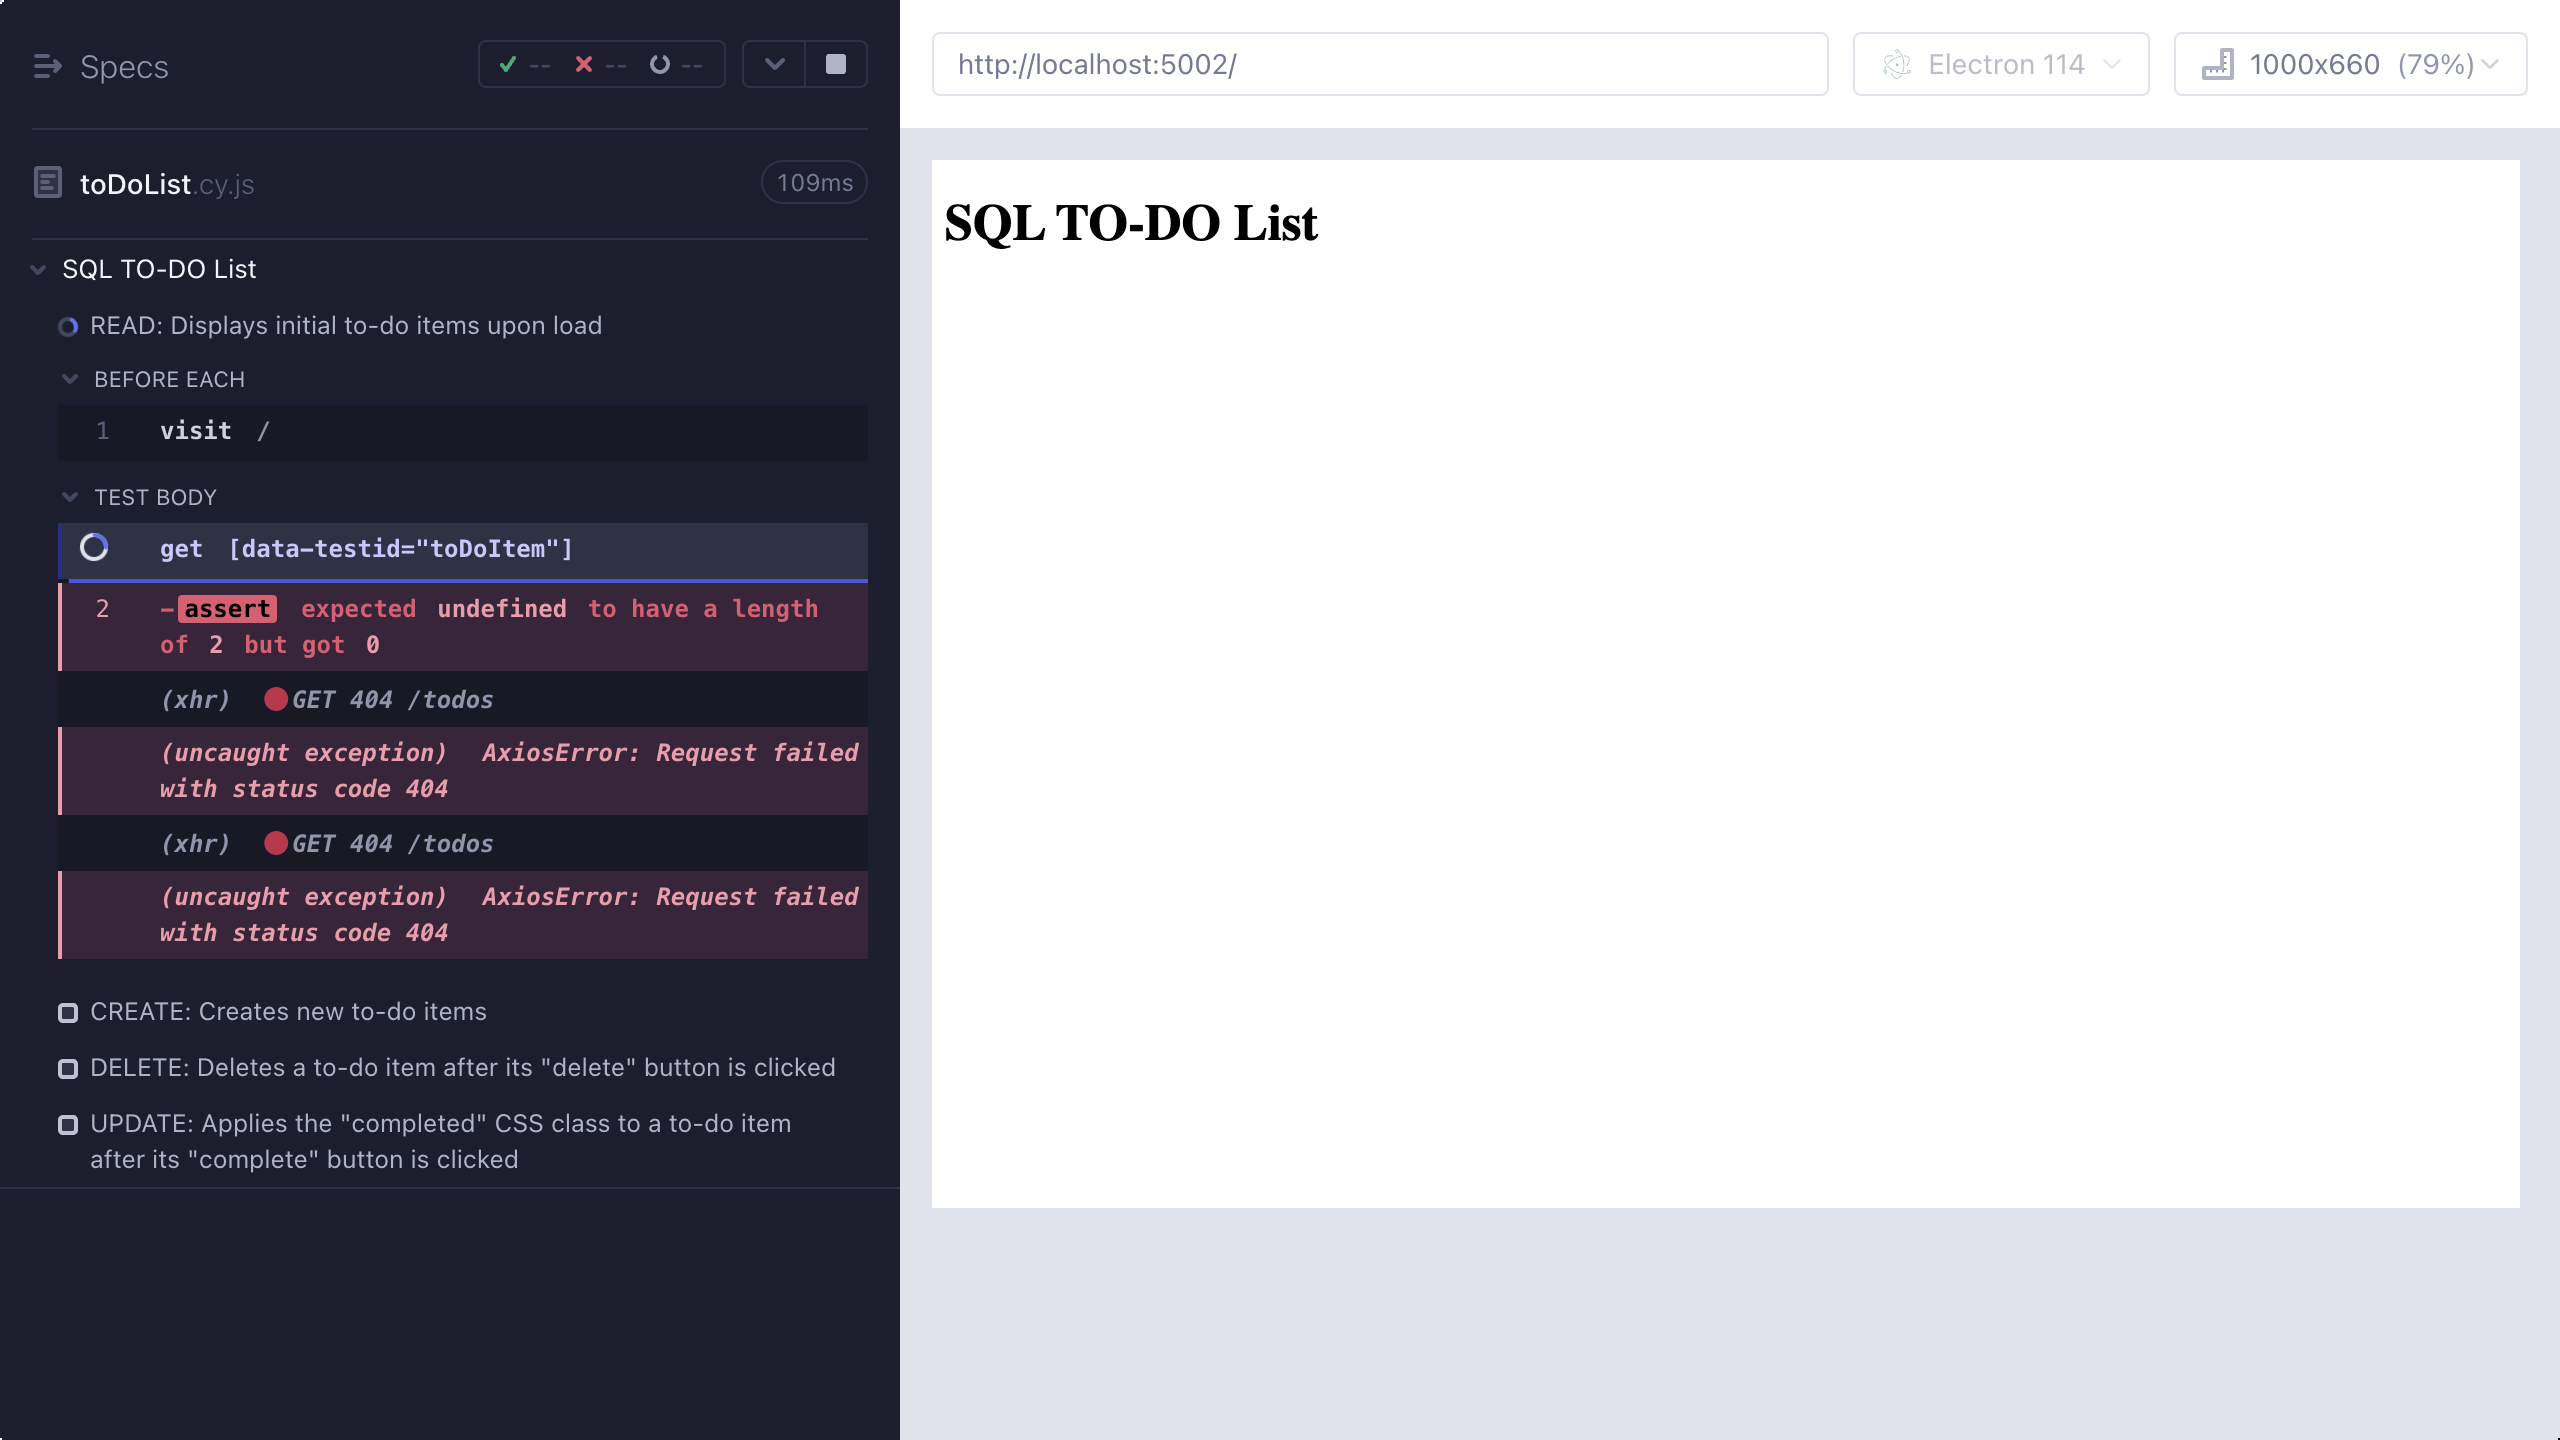 Specs
-- -- --
toDoList.cy.js
109ms
SQL TO-DO List
READ: Displays initial to-do items upon load
BEFORE EACH
1 visit /
TEST BODY
get [data-testid="toDoItem"]
2 -assert expected undefined to have a length
of 2 but got 0
(xhr) GET 404 /todos
(uncaught exception) AxiosError: Request failed
with status code 404
(xhr) GET 404 /todos
(uncaught exception) AxiosError: Request failed
with status code 404
CREATE: Creates new to-do items
DELETE: Deletes a to-do item after its "delete" button is clicked
UPDATE: Applies the "completed" CSS class to a to-do item
after its "complete" button is clicked
http://localhost:5002/
Electron 114
1000x660 (79%)
SQL TO-DO List